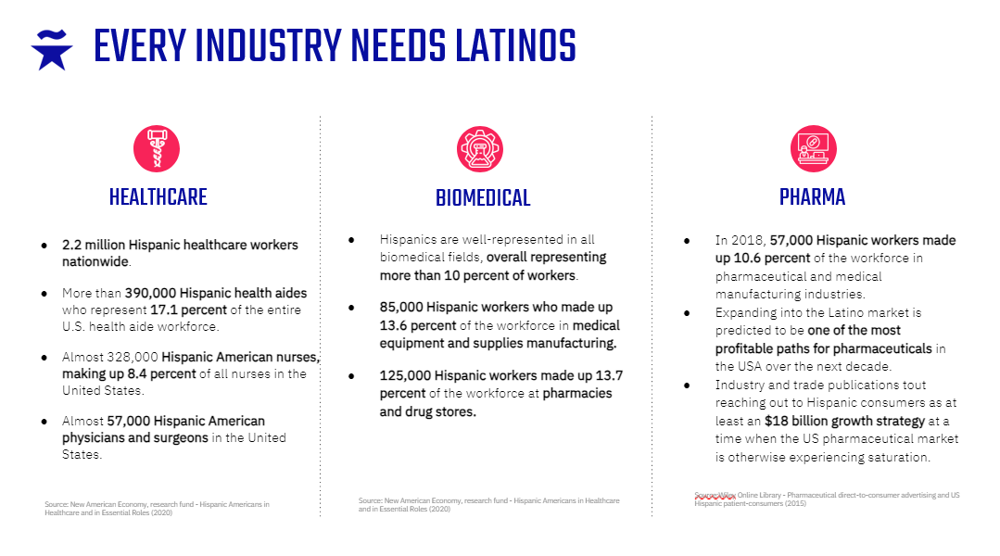 EVERY INDUSTRY NEEDS LATINOS
HEALTHCARE
● 2.2 million Hispanic healthcare workers
nationwide.
● More than 390,000 Hispanic health aides
who represent 17.1 percent of the entire
U.S. health aide workforce.
● Almost 328,000 Hispanic American nurses,
making up 8.4 percent of all nurses in the
United States.
● Almost 57,000 Hispanic American
physicians and surgeons in the United
States.
Source: New American Economy, research fund - Hispanic Americans in
Healthcare and in Essential Roles (2020)
BIOMEDICAL
● Hispanics are well-represented in all
biomedical fields, overall representing
more than 10 percent of workers.
● 85,000 Hispanic workers who made up
13.6 percent of the workforce in medical
equipment and supplies manufacturing.
● 125,000 Hispanic workers made up 13.7
percent of the workforce at pharmacies
and drug stores.
Source: New American Economy, research fund - Hispanic Americans in Healthcare
and in Essential Roles (2020)
PHARMA
● In 2018, 57,000 Hispanic workers made
up 10.6 percent of the workforce in
pharmaceutical and medical
manufacturing industries.
● Expanding into the Latino market is
predicted to be one of the most
profitable paths for pharmaceuticals in
the USA over the next decade.
● Industry and trade publications tout
reaching out to Hispanic consumers as at
least an $18 billion growth strategy at a
time when the US pharmaceutical market
is otherwise experiencing saturation.
Source:Wiley Online Library - Pharmaceutical direct-to-consumer advertising and US
Hispanic patient-consumers (2015)